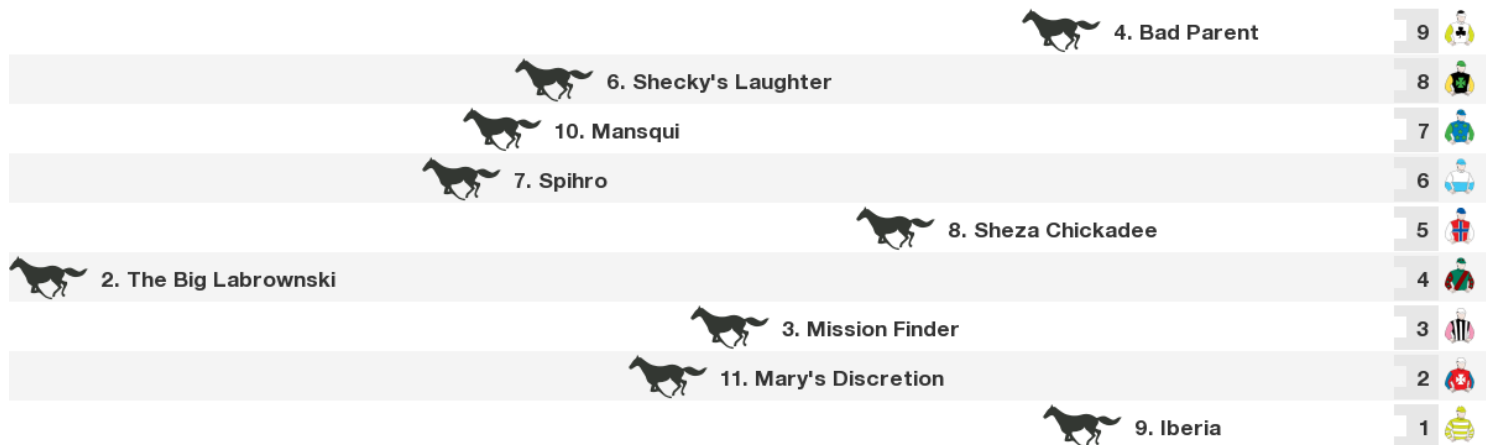 4. Bad Parent 9
6. Shecky's Laughter 8
10. Mansqui 7
7. Spihro 6
8. Sheza Chickadee 5
2. The Big Labrownski 4
3. Mission Finder 3
11. Mary's Discretion 2
9. Iberia 1